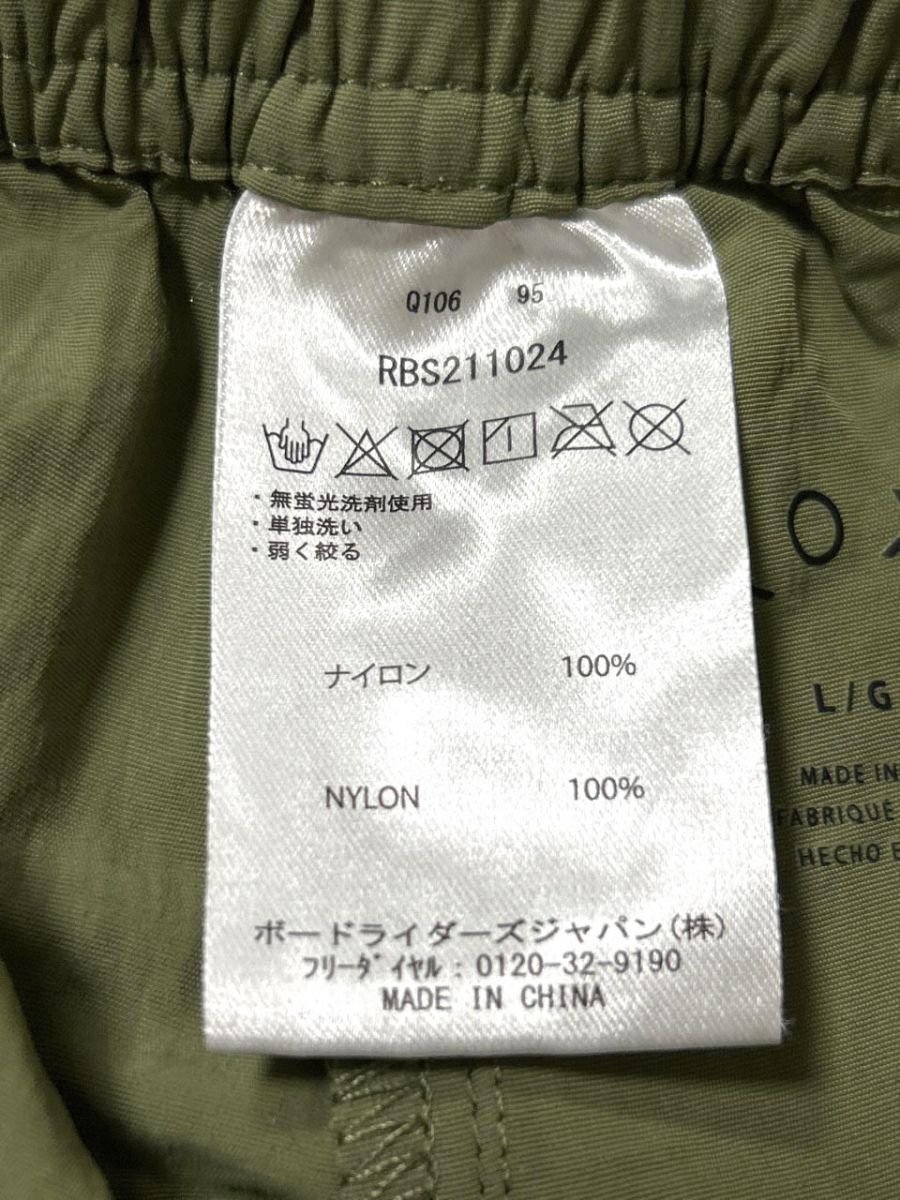 Q106 95
RBS211024
・無蛍光洗剤使用
・単独洗い
・弱く絞る
ナイロン 100%
NYLON 100%
ボードライダーズジャパン(株)
フリーダイヤル : 0120-32-9190
MADE IN CHINA
OX
L/G
MADE IN
FABRIQUE
HECHO E